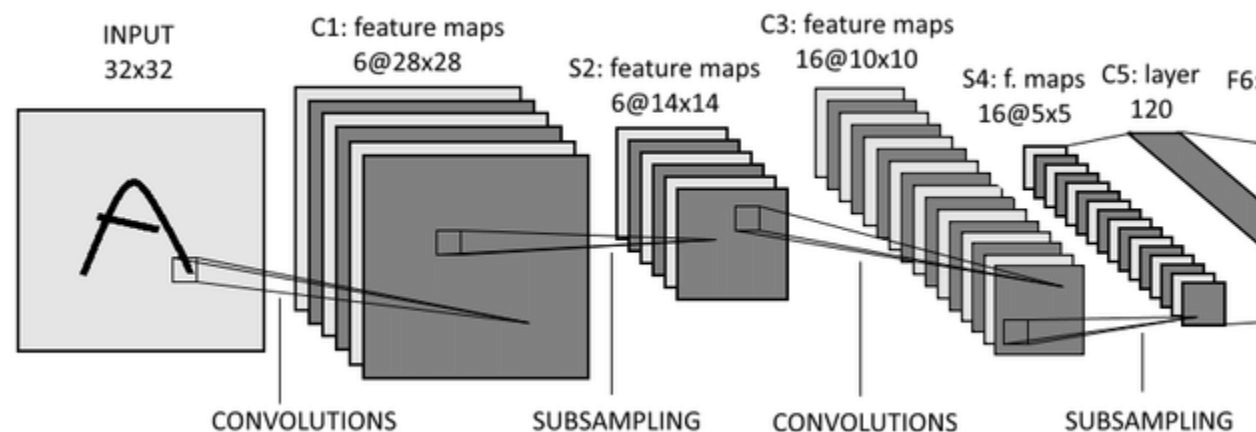 INPUT
32x32
C1: feature maps
6@28x28
S2: feature maps
6@14x14
C3: feature maps
16@10x10
S4: f. maps
16@5x5
C5: layer
120
F6:
A
CONVOLUTIONS
SUBSAMPLING
CONVOLUTIONS
SUBSAMPLING